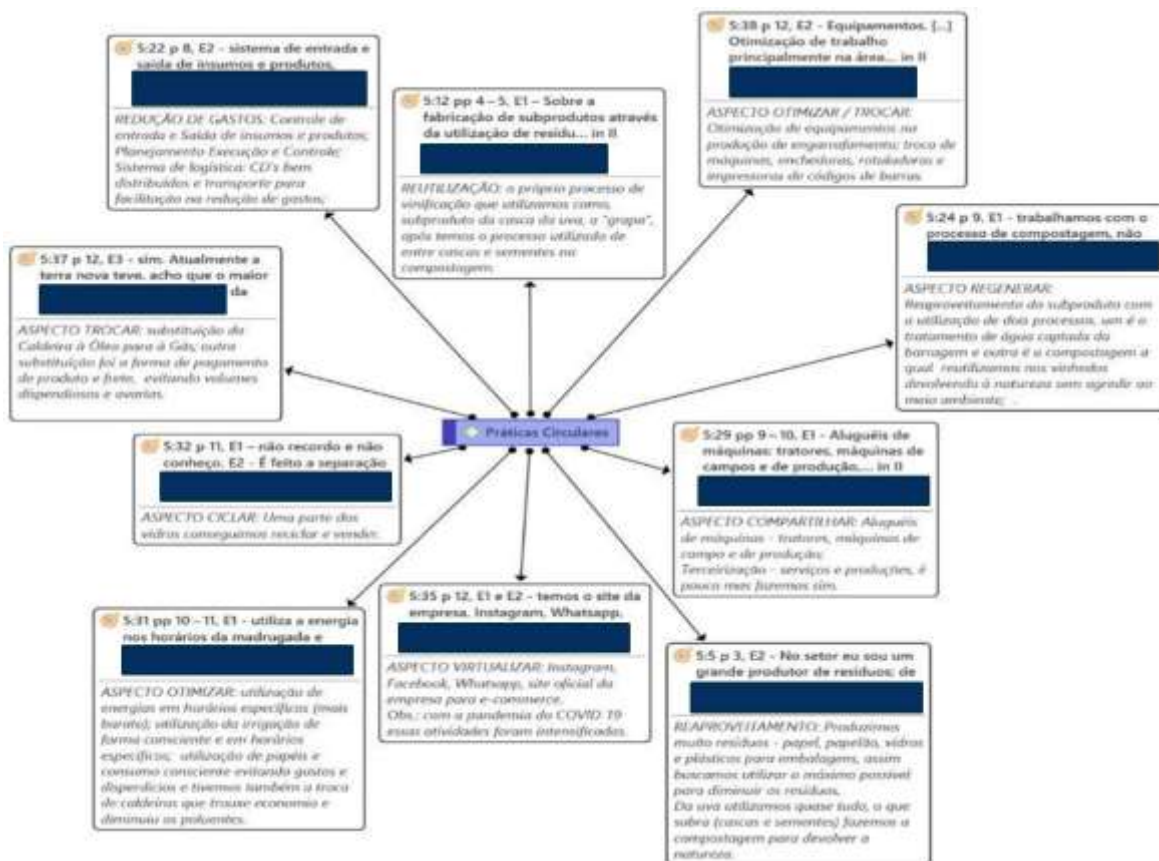 5:22 p 8, E2 - sistema de entrada e
saída de insumos e produtos,
REDUÇÃO DE GASTOS: Controle de
entrada e Saída de insumos e produtos;
Planejamento Execução e Controle;
Sistema de logística: CD's bem
distribuídos e transporte para
facilitação na redução de gastos;
5:12 pp 4 – 5, E1 – Sobre a
fabricação de subprodutos através
da utilização de resídu... in II
REUTILIZAÇÃO: o próprio processo de
vinificação que utilizamos como,
subproduto da casca da uva, a "grapa",
após temos o processo utilizado de
entre cascas e sementes na
compostagem;
5:38 p 12, E2 - Equipamentos. [...]
Otimização de trabalho
principalmente na área... in II
ASPECTO OTIMIZAR / TROCAR:
Otimização de equipamentos na
produção de engarrafamento; troca de
máquinas, enchedoras, rotuladoras e
impressoras de códigos de barras.
5:24 p 9, E1 - trabalhamos com o
processo de compostagem, não
ASPECTO REGENERAR:
Reaproveitamento do subproduto com
a utilização de dois processos, um é o
tratamento de água captada da
barragem e outra é a compostagem a
qual reutilizamos nos vinhedos
devolvendo à natureza sem agredir ao
meio ambiente; .
5:37 p 12, E3 - sim. Atualmente a
terra nova teve, acho que o maior
da
ASPECTO TROCAR: substituição da
Caldeira à Óleo para à Gás; outra
substituição foi a forma de pagamento
de produto e frete, evitando volumes
dispendiosos e avarias.
Práticas Circulares
5:32 p 11, E1 – não recordo e não
conheço. E2 - É feito a separação
ASPECTO CICLAR: Uma parte dos
vidros conseguimos reciclar e vender.
5:29 pp 9 – 10, E1 - Aluguéis de
máquinas: tratores, máquinas de
campos e de produção,... in II
ASPECTO COMPARTILHAR: Aluguéis
de máquinas - tratores, máquinas de
campo e de produção;
Terceirização - serviços e produções, é
pouco mas fazemos sim.
5:31 pp 10 – 11, E1 - utiliza a energia
nos horários da madrugada e
ASPECTO OTIMIZAR: utilização de
energias em horários específicos (mais
barato); utilização da irrigação de
forma consciente e em horários
específicos; utilização de papéis e
consumo consciente evitando gastos e
disperdícios e tivemos também a troca
de caldeiras que trouxe economia e
diminuiu os poluentes.
5:35 p 12, E1 e E2 - temos o site da
empresa, Instagram, Whatsapp,
ASPECTO VIRTUALIZAR: Instagram,
Facebook, Whatsapp, site oficial da
empresa para e-commerce.
Obs.: com a pandemia do COVID 19
essas atividades foram intensificadas.
5:5 p 3, E2 - No setor eu sou um
grande produtor de resíduos; de
REAPROVEITAMENTO: Produzimos
muito resíduos - papel, papelão, vidros
e plásticos para embalagens, assim
buscamos utilizar o máximo possível
para diminuir os resíduos.
Da uva utilizamos quase tudo, o que
sobra (cascas e sementes) fazemos a
compostagem para devolver a
natureza.